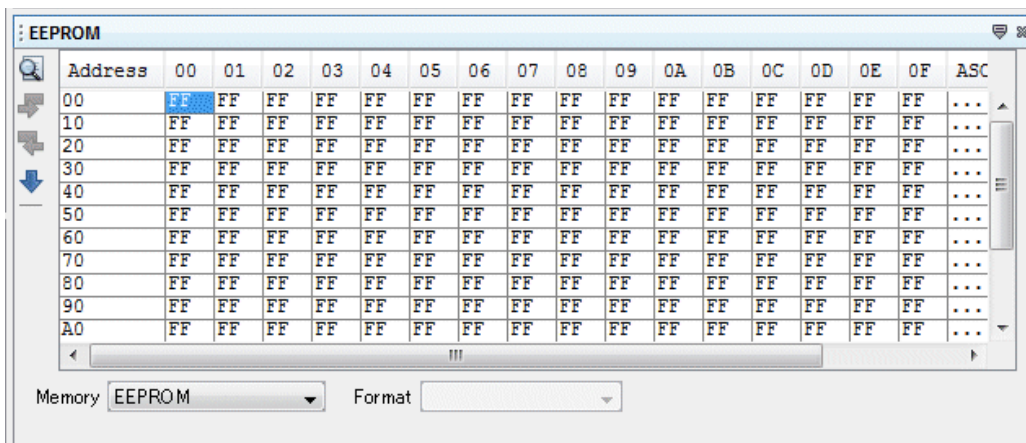 EEPROM
Address 00 01 02 03 04 05 06 07 08 09 0A 0B 0C 0D 0E 0F ASC
00 FF FF FF FF FF FF FF FF FF FF FF FF FF FF FF FF ...
10 FF FF FF FF FF FF FF FF FF FF FF FF FF FF FF FF ...
20 FF FF FF FF FF FF FF FF FF FF FF FF FF FF FF FF ...
30 FF FF FF FF FF FF FF FF FF FF FF FF FF FF FF FF ...
40 FF FF FF FF FF FF FF FF FF FF FF FF FF FF FF FF ...
50 FF FF FF FF FF FF FF FF FF FF FF FF FF FF FF FF ...
60 FF FF FF FF FF FF FF FF FF FF FF FF FF FF FF FF ...
70 FF FF FF FF FF FF FF FF FF FF FF FF FF FF FF FF ...
80 FF FF FF FF FF FF FF FF FF FF FF FF FF FF FF FF ...
90 FF FF FF FF FF FF FF FF FF FF FF FF FF FF FF FF ...
A0 FF FF FF FF FF FF FF FF FF FF FF FF FF FF FF FF ...
Memory EEPROM Format